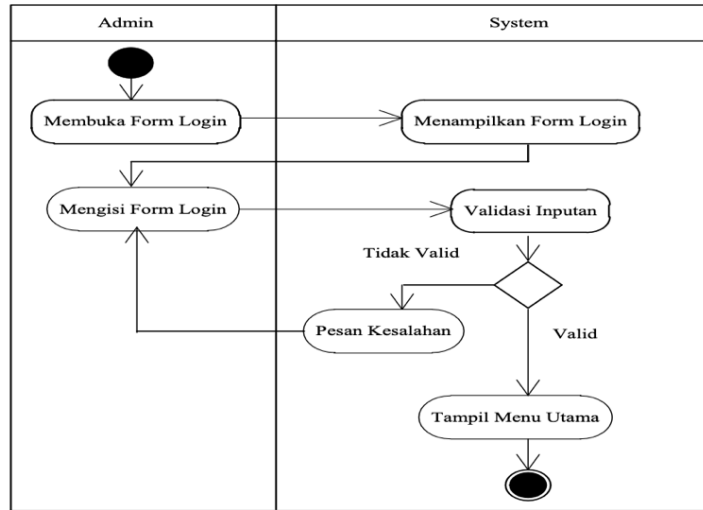 Admin
System
Membuka Form Login
Menampilkan Form Login
Mengisi Form Login
Validasi Inputan
Tidak Valid
Pesan Kesalahan
Valid
Tampil Menu Utama